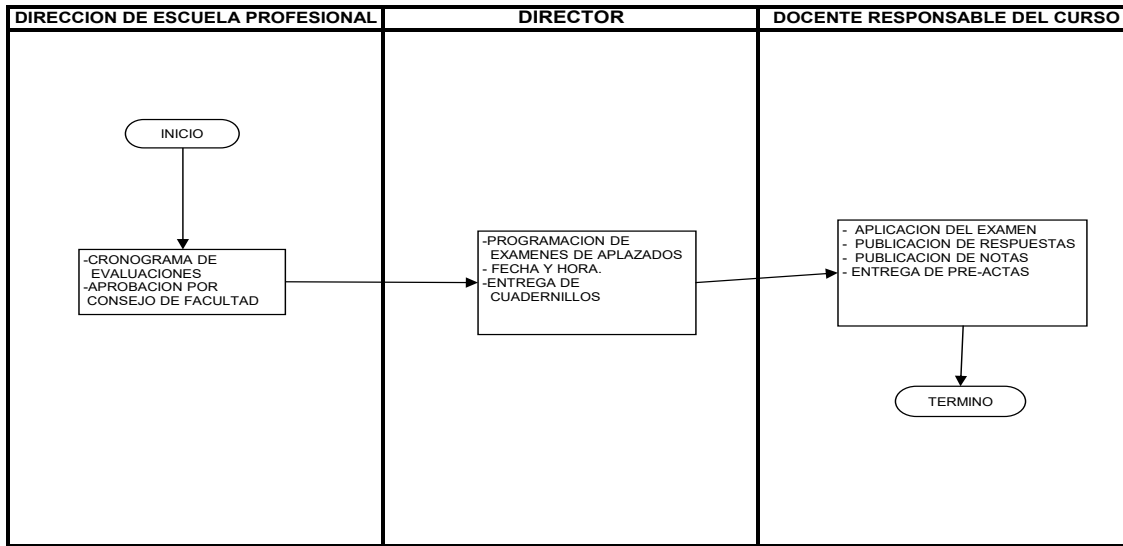 DIRECCION DE ESCUELA PROFESIONAL
DIRECTOR
DOCENTE RESPONSABLE DEL CURSO
INICIO
-CRONOGRAMA DE
EVALUACIONES
-APROBACION POR
CONSEJO DE FACULTAD
-PROGRAMACION DE
EXAMENES DE APLAZADOS
- FECHA Y HORA.
-ENTREGA DE
CUADERNILLOS
- APLICACION DEL EXAMEN
- PUBLICACION DE RESPUESTAS
- PUBLICACION DE NOTAS
- ENTREGA DE PRE-ACTAS
TERMINO